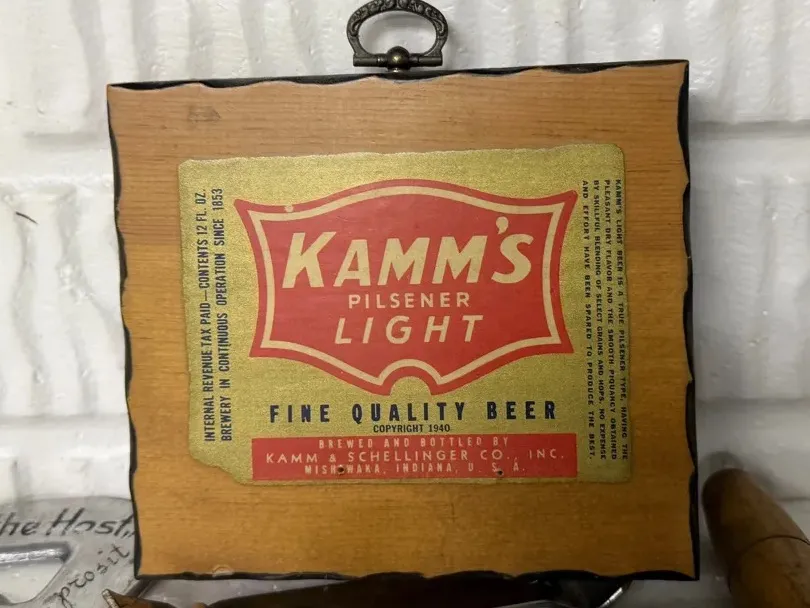 INTERNAL REVENUE TAX PAID—CONTENTS 12 FL. OZ.
BREWERY IN CONTINUOUS OPERATION SINCE 1853
KAMM'S
PILSENER
LIGHT
FINE QUALITY BEER
COPYRIGHT 1940
BREWED AND BOTTLED BY
KAMM & SCHELLINGER CO., INC.
MISHAWAKA, INDIANA, U. S. A.
KAMM'S LIGHT BEER IS A TRUE PILSENER TYPE, HAVING THE
PLEASANT DRY FLAVOR AND THE SMOOTH PIQUANCY OBTAINED
BY SKILLFUL BLENDING OF SELECT GRAINS AND HOPS. NO EXPENSE
AND EFFORT HAVE BEEN SPARED TO PRODUCE THE BEST.
the Host,
prosit